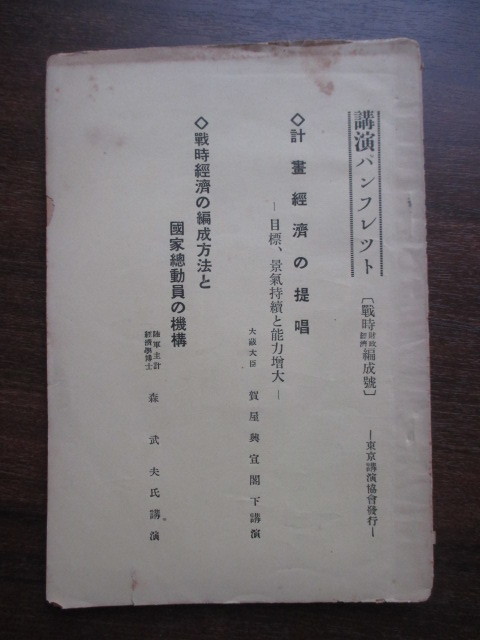 講演パンフレツト〔戰時財政經濟編成號〕―東京講演協會發行―
◇計畫經濟の提唱
―目標、景氣持續と能力增大―
大藏大臣 賀屋興宣閣下講演
◇戰時經濟の編成方法と
國家總動員の機構
陸軍主計
經濟學博士
森武夫氏講演